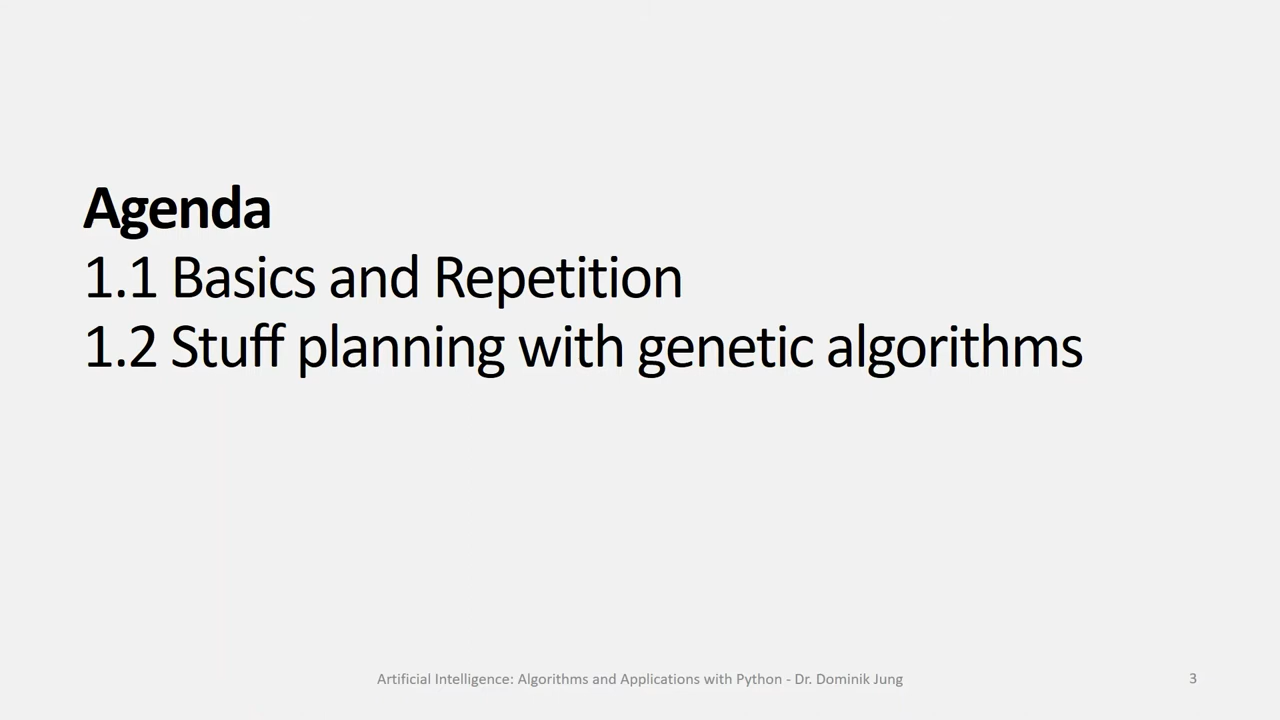 Agenda
1.1 Basics and Repetition
1.2 Stuff planning with genetic algorithms
Artificial Intelligence: Algorithms and Applications with Python - Dr. Dominik Jung
3